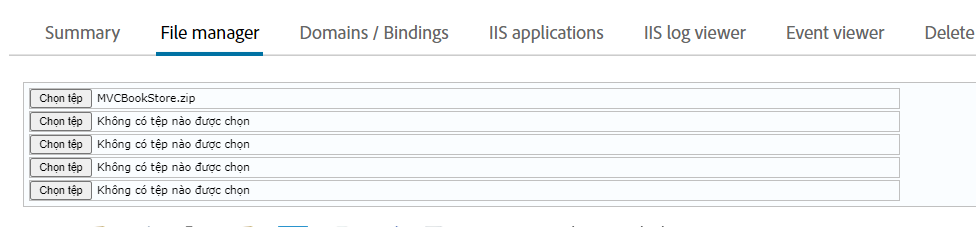 Summary File manager Domains / Bindings IIS applications IIS log viewer Event viewer Delete
Chọn tệp MVCBookStore.zip
Chọn tệp Không có tệp nào được chọn
Chọn tệp Không có tệp nào được chọn
Chọn tệp Không có tệp nào được chọn
Chọn tệp Không có tệp nào được chọn